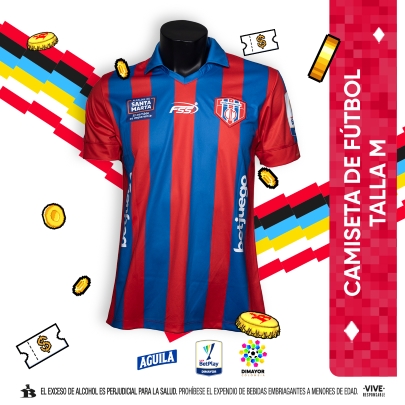 SANTA
MARTA
FSS
betjuego
betjuego
CAMISETA DE FÚTBOL
TALLA M
AGUILA
BetPlay
DIMAYOR
DIMAYOR
EL EXCESO DE ALCOHOL ES PERJUDICIAL PARA LA SALUD. PROHÍBESE EL EXPENDIO DE BEBIDAS EMBRIAGANTES A MENORES DE EDAD.
·VIVE·
RESPONSABLE